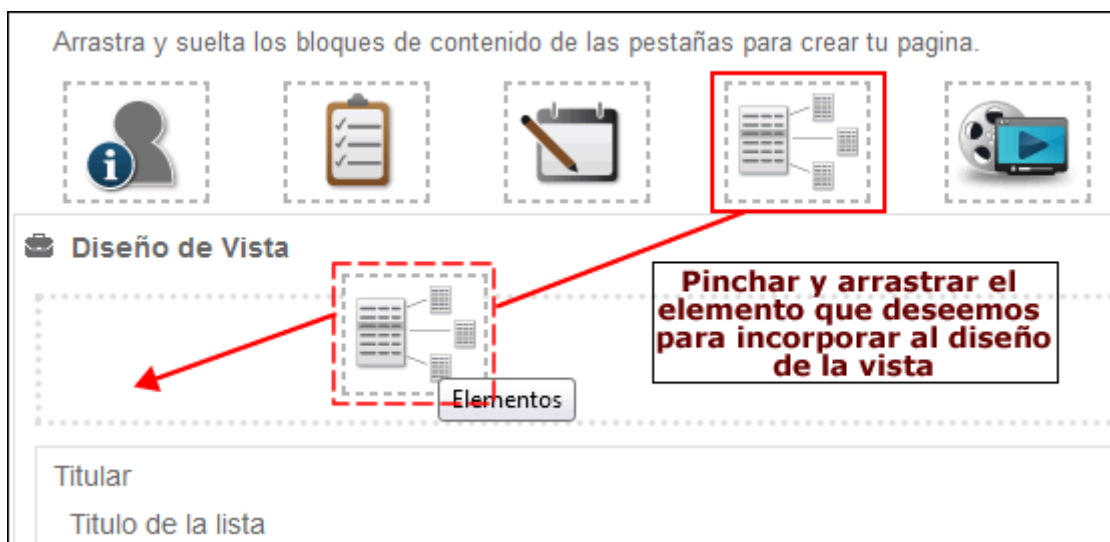 Arrastra y suelta los bloques de contenido de las pestañas para crear tu pagina.
Diseño de Vista
Pinchar y arrastrar el
elemento que deseemos
para incorporar al diseño
de la vista
Elementos
Titular
Titulo de la lista